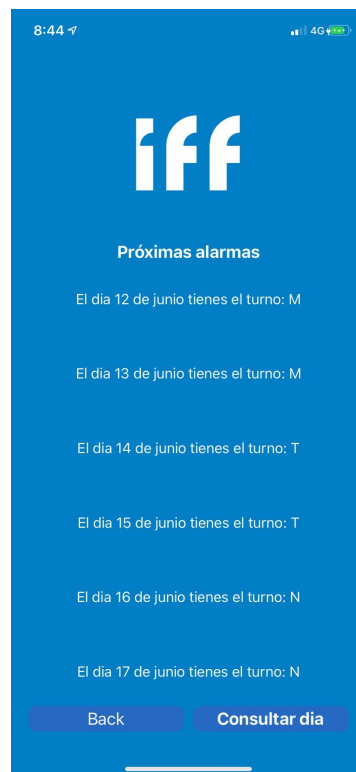 8:44
4G
iff
Próximas alarmas
El dia 12 de junio tienes el turno: M
El dia 13 de junio tienes el turno: M
El dia 14 de junio tienes el turno: T
El dia 15 de junio tienes el turno: T
El dia 16 de junio tienes el turno: N
El dia 17 de junio tienes el turno: N
Back
Consultar dia